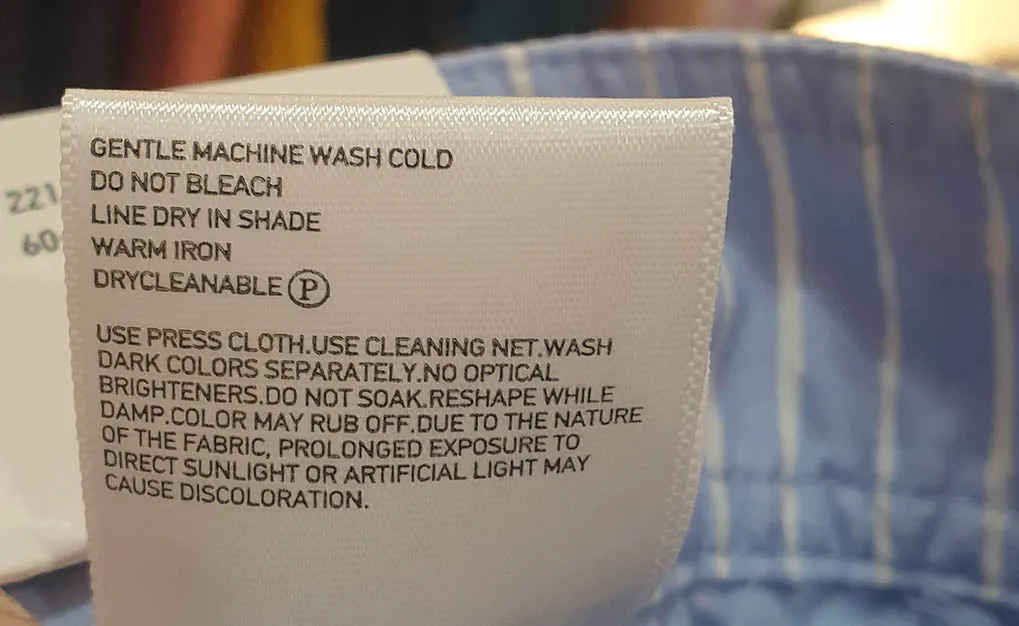 GENTLE MACHINE WASH COLD
DO NOT BLEACH
LINE DRY IN SHADE
WARM IRON
DRYCLEANABLE Ⓟ
USE PRESS CLOTH.USE CLEANING NET.WASH
DARK COLORS SEPARATELY.NO OPTICAL
BRIGHTENERS.DO NOT SOAK.RESHAPE WHILE
DAMP.COLOR MAY RUB OFF.DUE TO THE NATURE
OF THE FABRIC, PROLONGED EXPOSURE TO
DIRECT SUNLIGHT OR ARTIFICIAL LIGHT MAY
CAUSE DISCOLORATION.
221
60